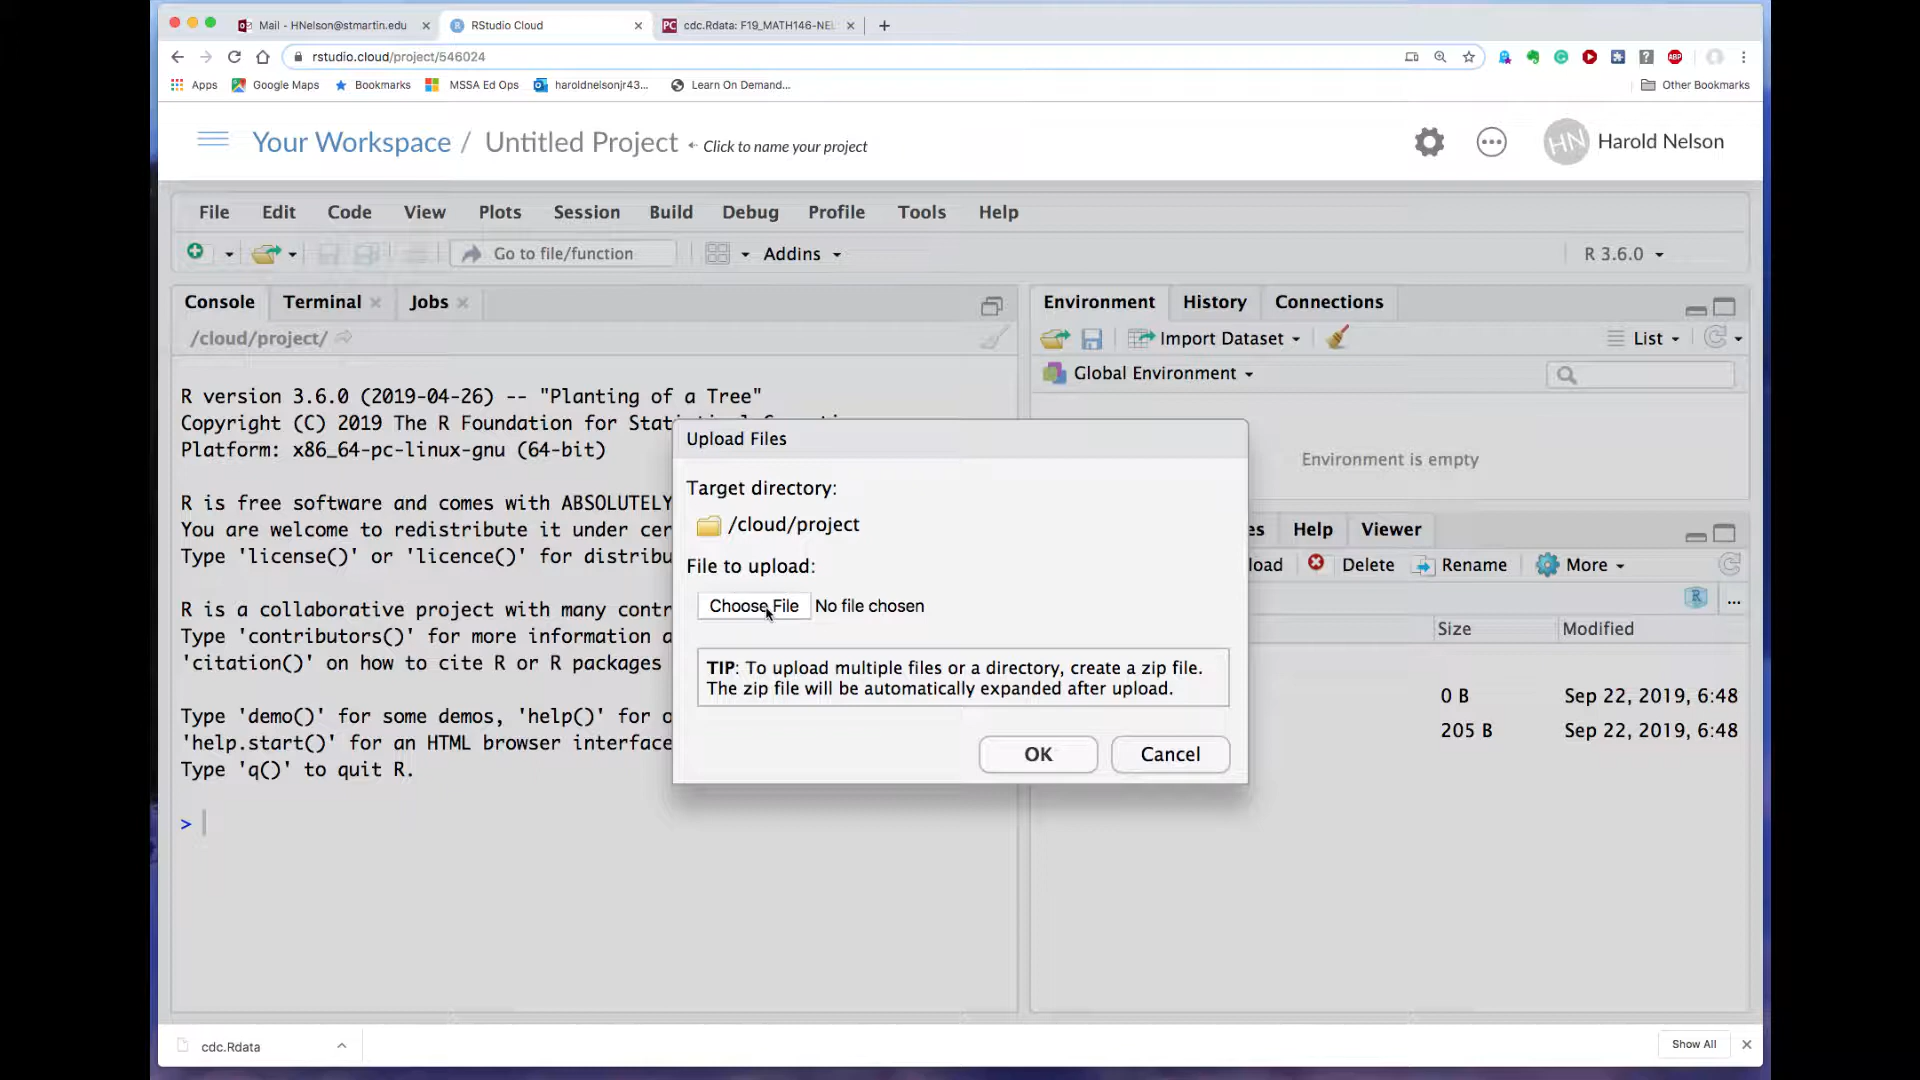 Mail - HNelson@stmartin.edu
RStudio Cloud
cdc.Rdata: F19_MATH146-NEL
rstudio.cloud/project/546024
Apps
Google Maps
Bookmarks
MSSA Ed Ops
haroldnelsonjr43...
Learn On Demand...
Other Bookmarks
Your Workspace / Untitled Project
Click to name your project
HN
Harold Nelson
File Edit Code View Plots Session Build Debug Profile Tools Help
Go to file/function
Addins
R 3.6.0
Console Terminal Jobs
/cloud/project/
R version 3.6.0 (2019-04-26) -- "Planting of a Tree"
Copyright (C) 2019 The R Foundation for
Platform: x86_64-pc-linux-gnu (64-bit)
R is free software and comes with ABSOLUTELY
You are welcome to redistribute it under cer
Type 'license()' or 'licence()' for distribu
R is a collaborative project with many contr
Type 'contributors()' for more information a
'citation()' on how to cite R or R packages
Type 'demo()' for some demos, 'help()' for o
'help.start()' for an HTML browser interface
Type 'q()' to quit R.
>
Environment History Connections
Import Dataset
List
Global Environment
Environment is empty
es Help Viewer
load Delete Rename More
...
Size Modified
0 B Sep 22, 2019, 6:48
205 B Sep 22, 2019, 6:48
Upload Files
Target directory:
/cloud/project
File to upload:
Choose File No file chosen
TIP: To upload multiple files or a directory, create a zip file.
The zip file will be automatically expanded after upload.
OK Cancel
cdc.Rdata
Show All